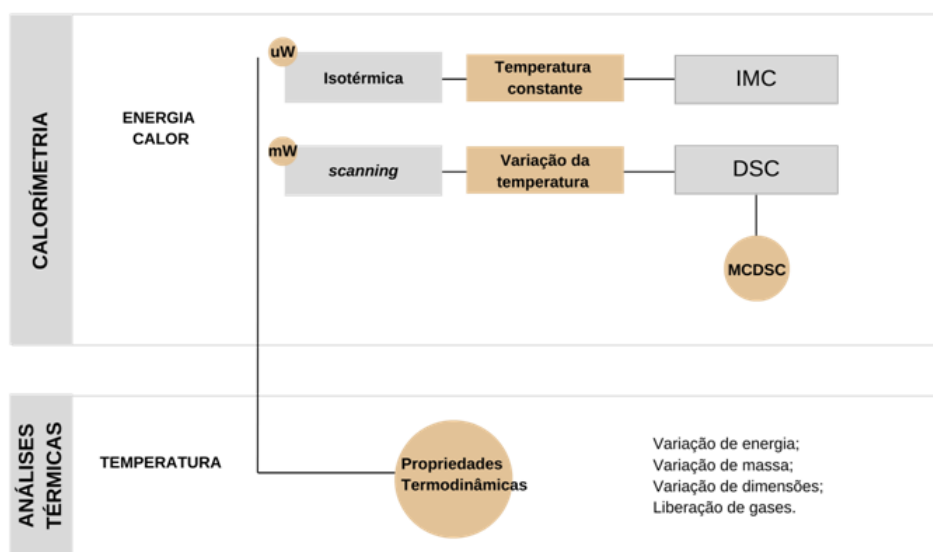 CALORÍMETRIA
ENERGIA
CALOR
uW
Isotérmica
Temperatura
constante
IMC
mW
scanning
Variação da
temperatura
DSC
MCDSC
ANÁLISES
TÉRMICAS
TEMPERATURA
Propriedades
Termodinâmicas
Variação de energia;
Variação de massa;
Variação de dimensões;
Liberação de gases.